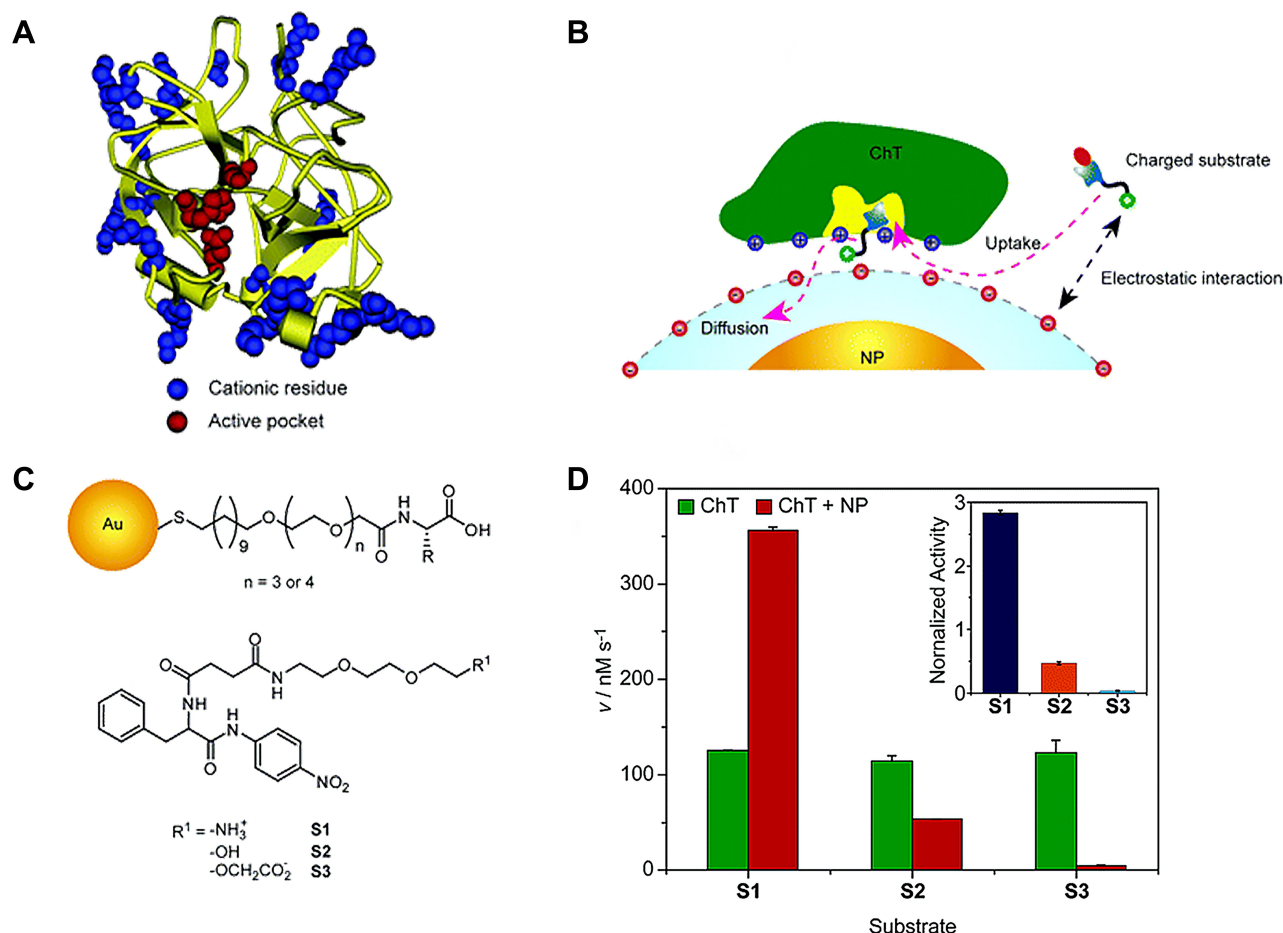 A
Cationic residue
Active pocket
B
ChT
Charged substrate
Uptake
Electrostatic interaction
Diffusion
NP
C
Au
S
9
O
O
n
O
N
H
R
O
OH
n = 3 or 4
O
O
N
H
O
O
R¹
NH
H
N
O
NO₂
R¹ = -NH₃⁺ S1
-OH S2
-OCH₂CO₂⁻ S3
D
ChT ChT + NP
400
300
200
100
0
v / nM s⁻¹
S1 S2 S3
Substrate
3
2
1
0
Nornalized Activity
S1 S2 S3